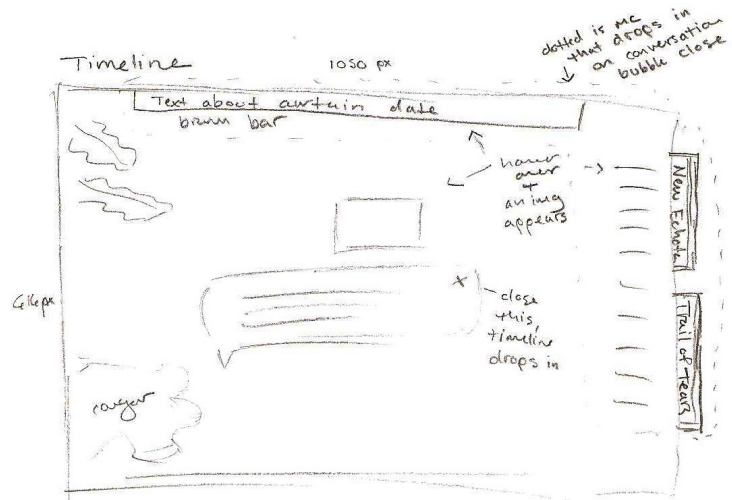 Timeline
1050 px
dotted is mc
that drops in
on conversation
bubble close
Text about curtain date
brown bar
hover
over
+
an img
appears
New Echota
x
close
this,
timeline
drops in
Trail of Tears
cougar